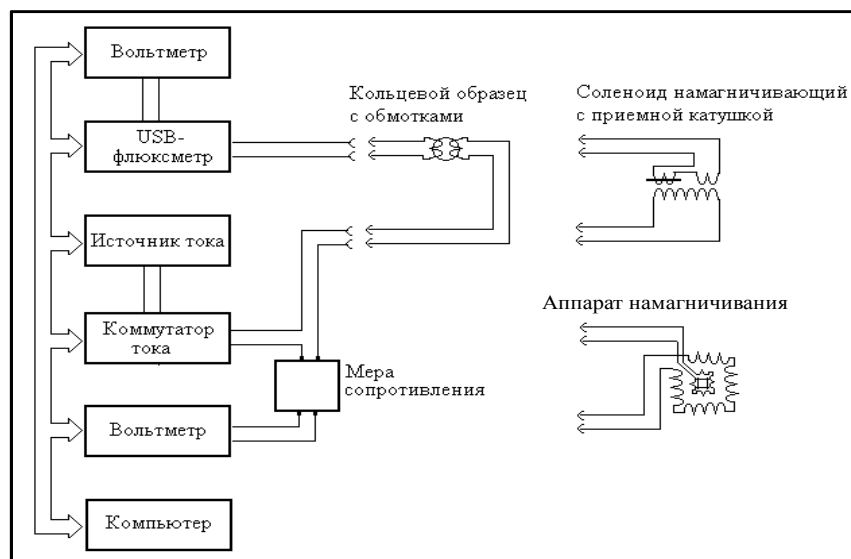 Вольтметр
USB-
флюксметр
Источник тока
Коммутатор
тока
Вольтметр
Компьютер
Кольцевой образец
с обмотками
Мера
сопротивления
Соленоид намагничивающий
с приемной катушкой
Аппарат намагничивания